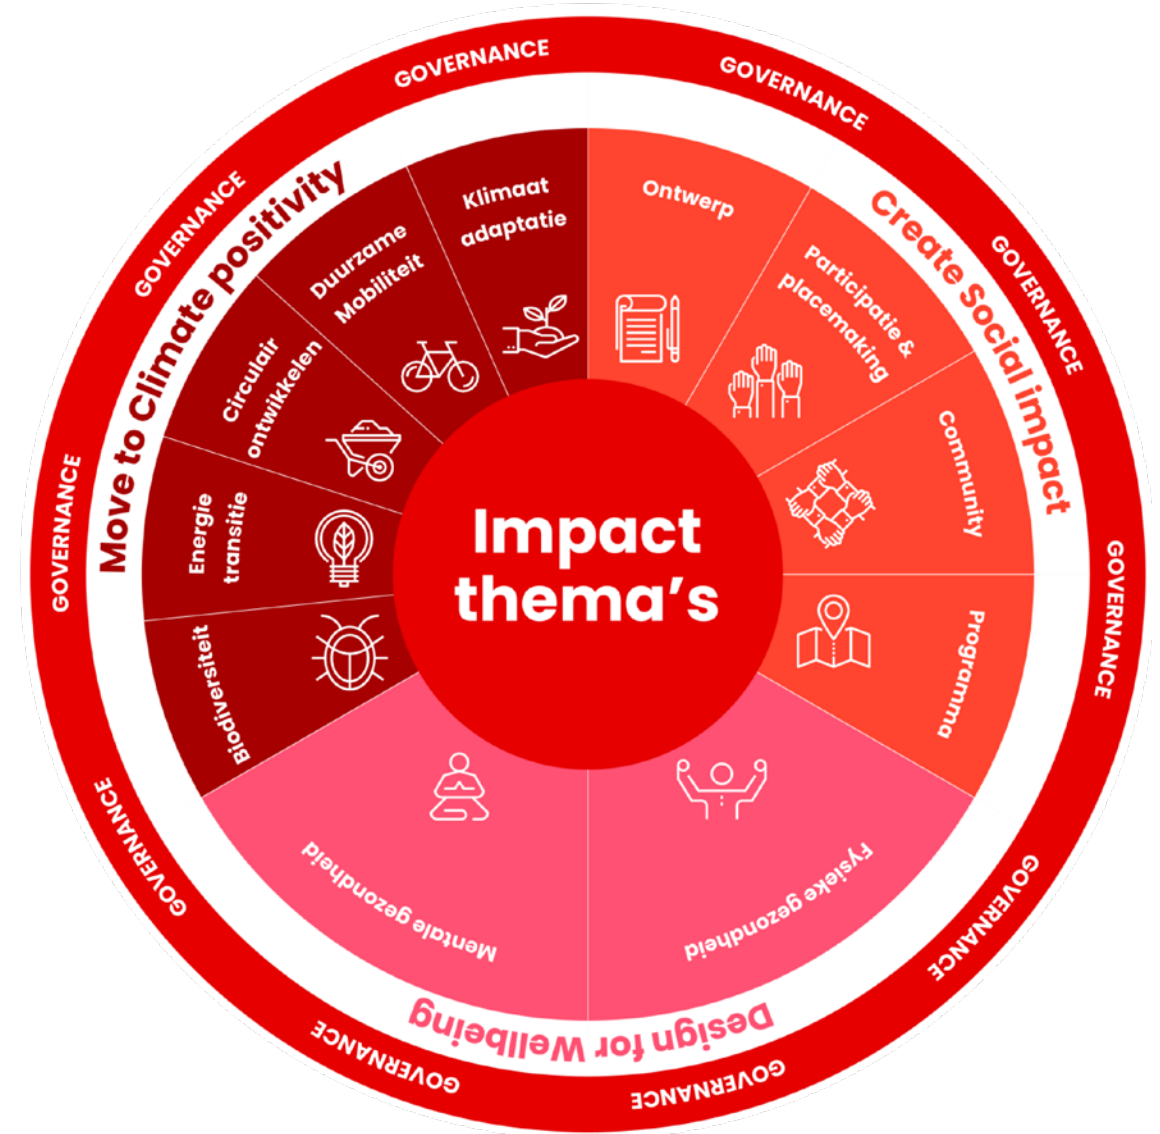 Impact
thema's
Create Social impact
Ontwerp
Participatie &
placemaking
Community
Programma
Design for Wellbeing
Fysieke gezondheid
Mentale gezondheid
Move to Climate positivity
Biodiversiteit
Energie
transitie
Circulair
ontwikkelen
Duurzame
Mobiliteit
Klimaat
adaptatie
GOVERNANCE
GOVERNANCE
GOVERNANCE
GOVERNANCE
GOVERNANCE
GOVERNANCE
GOVERNANCE
GOVERNANCE
GOVERNANCE
GOVERNANCE